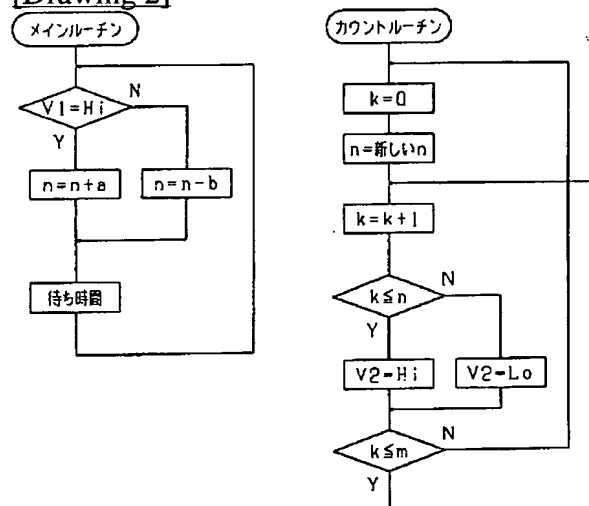 [Drawing 2]
メインルーチン
V1=Hi
N
Y
n=n+a
n=n-b
待ち時間
カウントルーチン
k=0
n=新しいn
k=k+1
k≦n
N
Y
V2=Hi
V2=Lo
k≦m
N
Y